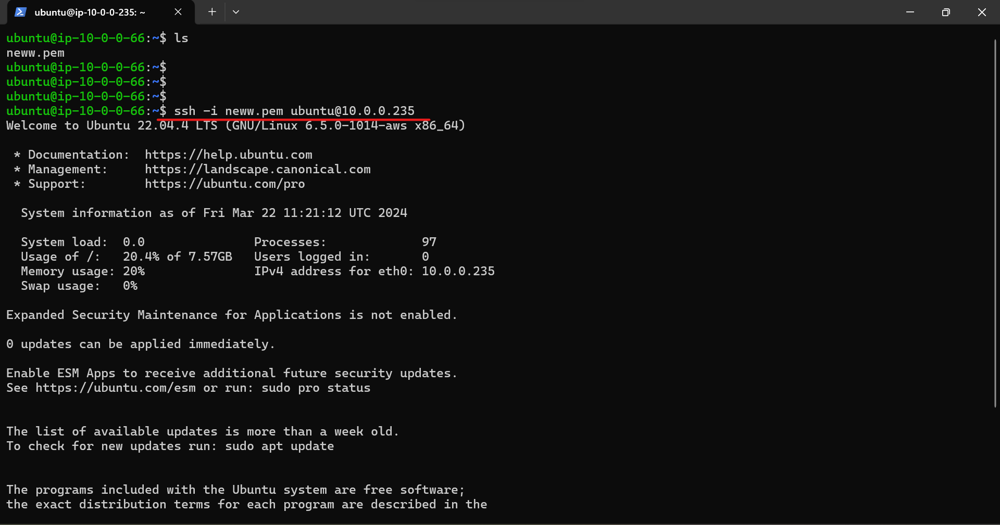 ubuntu@ip-10-0-0-235: ~
ubuntu@ip-10-0-0-66:~$ ls
neww.pem
ubuntu@ip-10-0-0-66:~$
ubuntu@ip-10-0-0-66:~$
ubuntu@ip-10-0-0-66:~$
ubuntu@ip-10-0-0-66:~$ ssh -i neww.pem ubuntu@10.0.0.235
Welcome to Ubuntu 22.04.4 LTS (GNU/Linux 6.5.0-1014-aws x86_64)
* Documentation:  https://help.ubuntu.com
* Management:     https://landscape.canonical.com
* Support:        https://ubuntu.com/pro
System information as of Fri Mar 22 11:21:12 UTC 2024
System load:  0.0               Processes:             97
Usage of /:   20.4% of 7.57GB   Users logged in:       0
Memory usage: 20%               IPv4 address for eth0: 10.0.0.235
Swap usage:   0%
Expanded Security Maintenance for Applications is not enabled.
0 updates can be applied immediately.
Enable ESM Apps to receive additional future security updates.
See https://ubuntu.com/esm or run: sudo pro status
The list of available updates is more than a week old.
To check for new updates run: sudo apt update
The programs included with the Ubuntu system are free software;
the exact distribution terms for each program are described in the